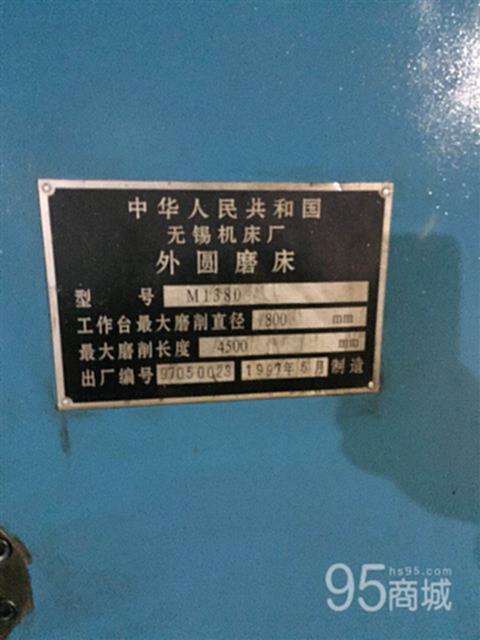 中华人民共和国
无锡机床厂
外圆磨床
型 号 M1380
工作台最大磨削直径 800 mm
最大磨削长度 4500 mm
出厂编号 97050023 1997年5月制造
hs95.com
95商城